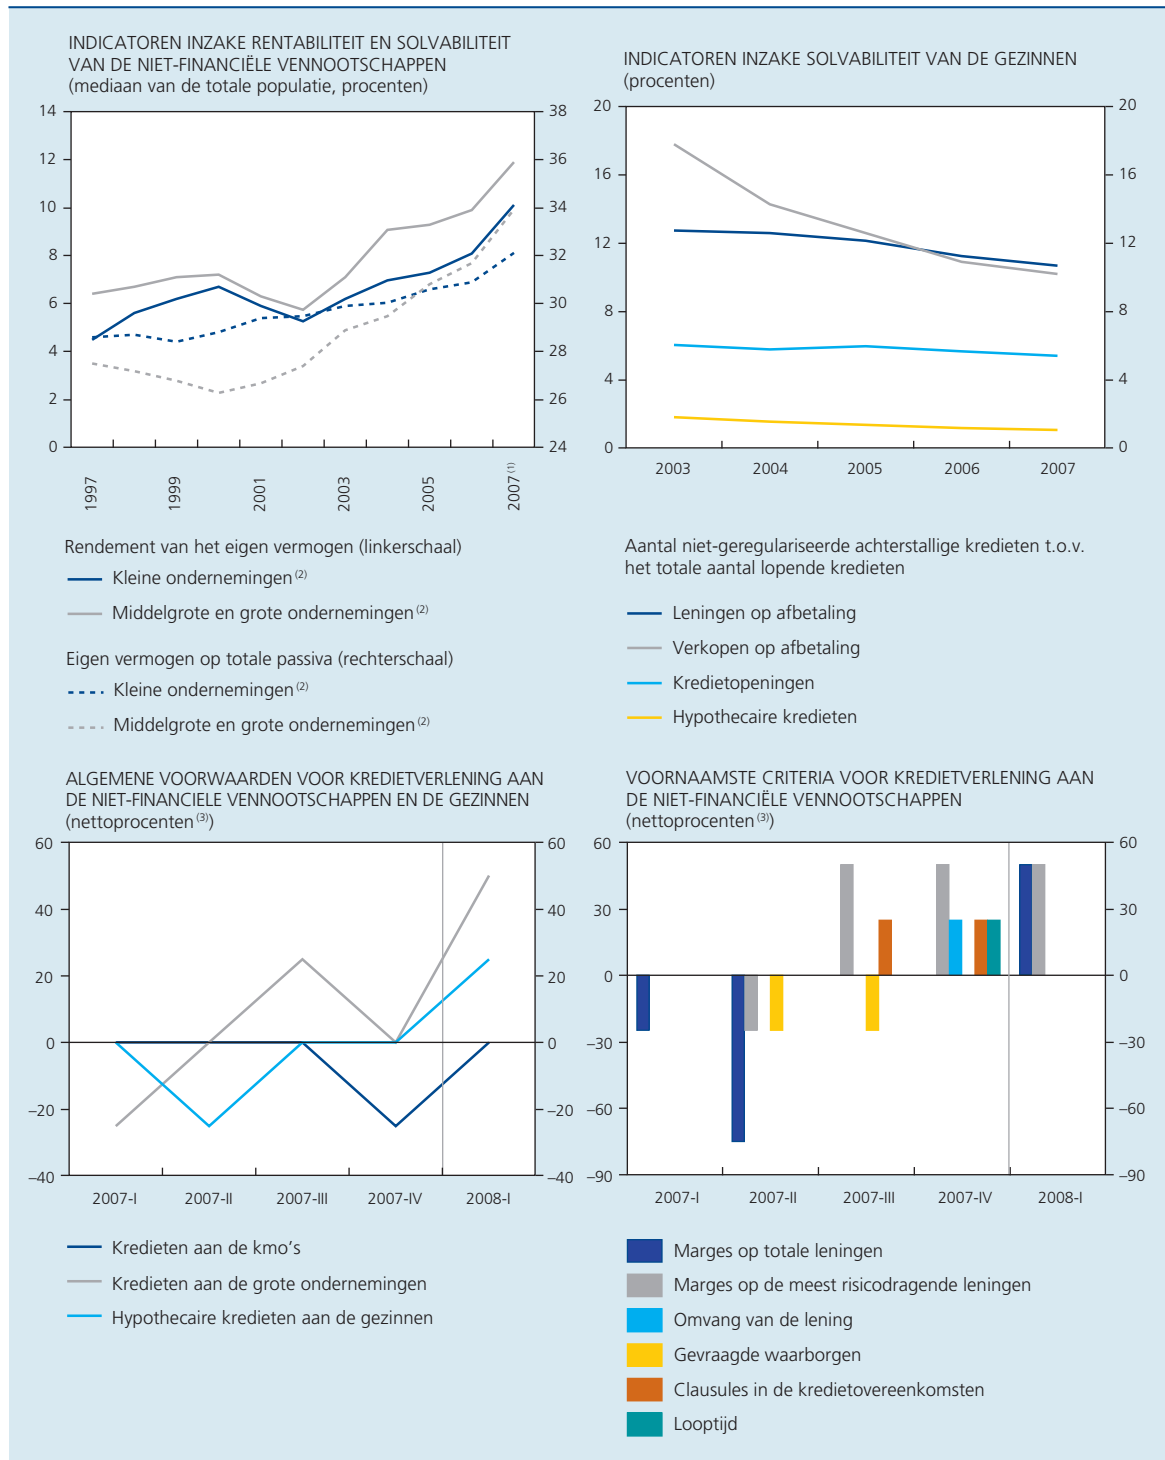 INDICATOREN INZAKE RENTABILITEIT EN SOLVABILITEIT
VAN DE NIET-FINANCIËLE VENNOOTSCHAPPEN
(mediaan van de totale populatie, procenten)
14
12
10
8
6
4
2
0
38
36
34
32
30
28
26
24
1997
1999
2001
2003
2005
2007 (1)
Rendement van het eigen vermogen (linkerschaal)
Kleine ondernemingen (2)
Middelgrote en grote ondernemingen (2)
Eigen vermogen op totale passiva (rechterschaal)
Kleine ondernemingen (2)
Middelgrote en grote ondernemingen (2)
INDICATOREN INZAKE SOLVABILITEIT VAN DE GEZINNEN
(procenten)
20
16
12
8
4
0
20
16
12
8
4
0
2003 2004 2005 2006 2007
Aantal niet-geregulariseerde achterstallige kredieten t.o.v.
het totale aantal lopende kredieten
Leningen op afbetaling
Verkopen op afbetaling
Kredietopeningen
Hypothecaire kredieten
ALGEMENE VOORWAARDEN VOOR KREDIETVERLENING AAN
DE NIET-FINANCIELE VENNOOTSCHAPPEN EN DE GEZINNEN
(nettoprocenten (3))
60
40
20
0
–20
–40
60
40
20
0
–20
–40
2007-I 2007-II 2007-III 2007-IV 2008-I
Kredieten aan de kmo's
Kredieten aan de grote ondernemingen
Hypothecaire kredieten aan de gezinnen
VOORNAAMSTE CRITERIA VOOR KREDIETVERLENING AAN
DE NIET-FINANCIËLE VENNOOTSCHAPPEN
(nettoprocenten (3))
60
30
0
–30
–60
–90
60
30
0
–30
–60
–90
2007-I 2007-II 2007-III 2007-IV 2008-I
Marges op totale leningen
Marges op de meest risicodragende leningen
Omvang van de lening
Gevraagde waarborgen
Clausules in de kredietovereenkomsten
Looptijd